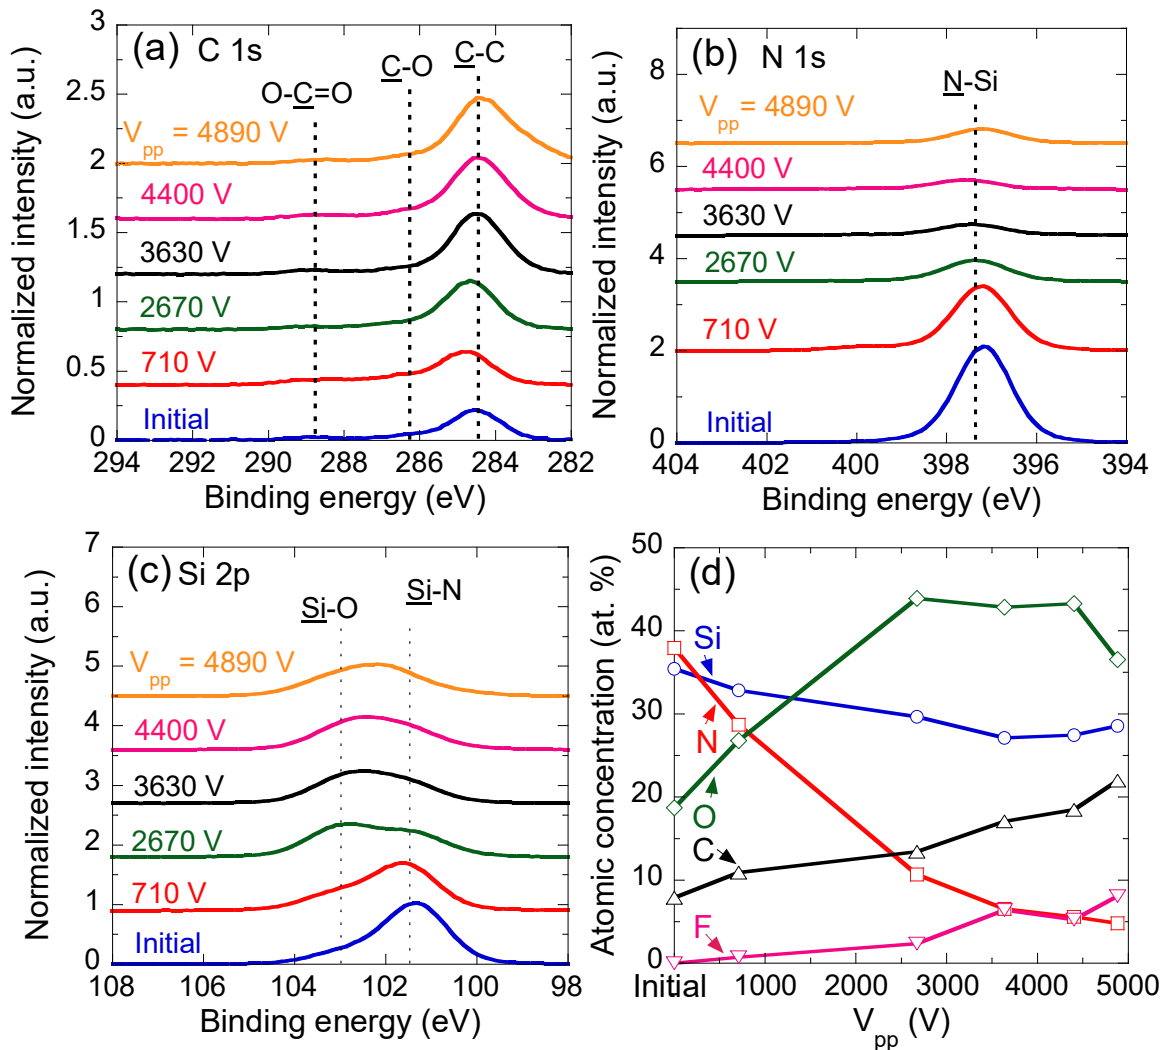 (a) C 1s
Normalized intensity (a.u.)
3
2.5
2
1.5
1
0.5
0
O-C=O
C-O
C-C
V_pp = 4890 V
4400 V
3630 V
2670 V
710 V
Initial
294 292 290 288 286 284 282
Binding energy (eV)
(b) N 1s
Normalized intensity (a.u.)
8
6
4
2
0
N-Si
V_pp = 4890 V
4400 V
3630 V
2670 V
710 V
Initial
404 402 400 398 396 394
Binding energy (eV)
(c) Si 2p
Normalized intensity (a.u.)
7
6
5
4
3
2
1
0
Si-O
Si-N
V_pp = 4890 V
4400 V
3630 V
2670 V
710 V
Initial
108 106 104 102 100 98
Binding energy (eV)
(d)
Atomic concentration (at. %)
50
40
30
20
10
0
Si
N
O
C
F
Initial 1000 2000 3000 4000 5000
V_pp (V)